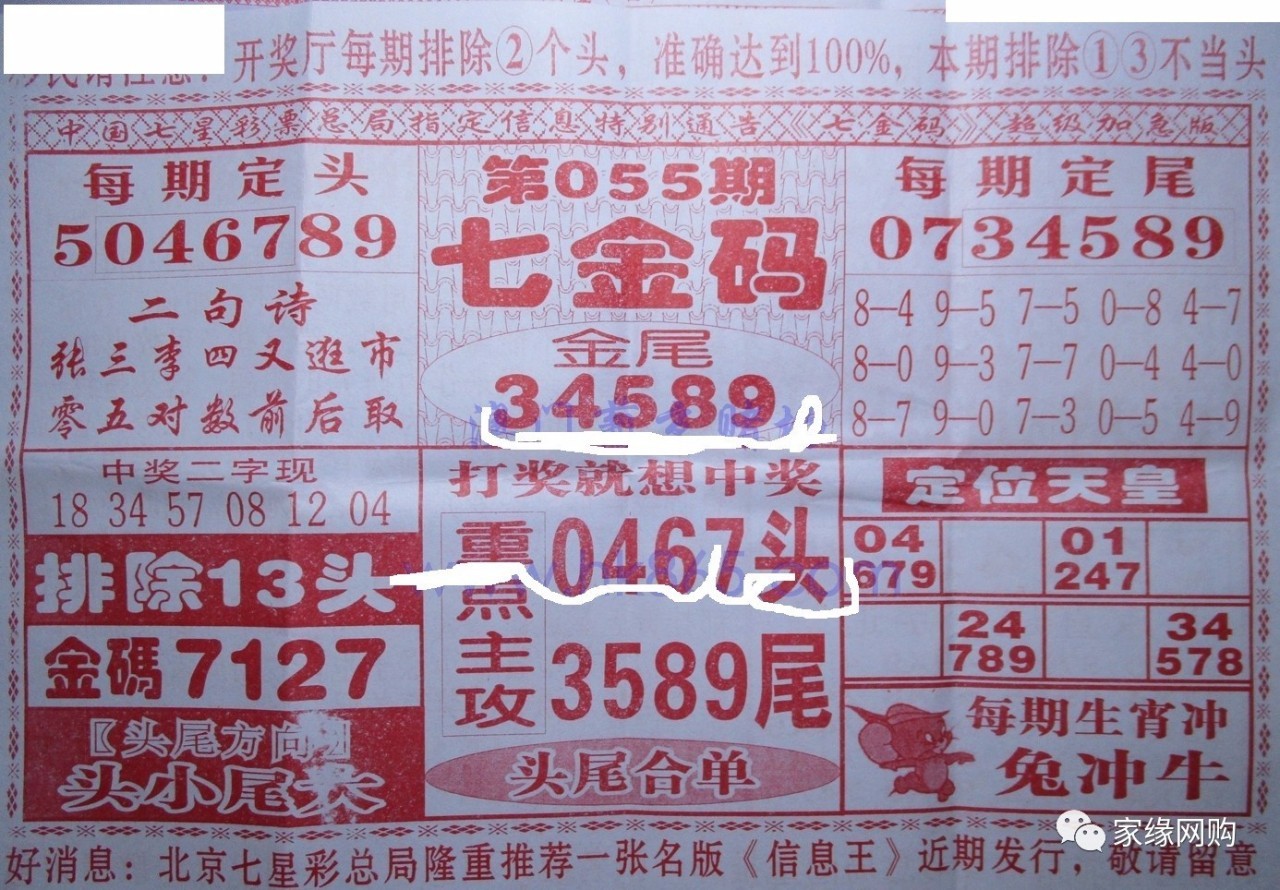 民请注意：开奖厅每期排除②个头，准确达到100%，本期排除①③不当头
中国七星彩票总局指定信息特别通告《七金码》超级加急版
每期定头
5046789
二句诗
张三李四又逛市
零五对数前后取
第055期
七金码
金尾
34589
每期定尾
0734589
8-4 9-5 7-5 0-8 4-7
8-0 9-3 7-7 0-4 4-0
8-7 9-0 7-3 0-5 4-9
中奖二字现
18 34 57 08 12 04
排除13头
金碼7127
〖头尾方向〗
头小尾大
打奖就想中奖
重点主攻
0467头
3589尾
头尾合单
定位天皇
04 01
679 247
24 34
789 578
每期生宵冲
兔冲牛
好消息：北京七星彩总局隆重推荐一张名版《信息王》近期发行，敬请留意
家缘网购